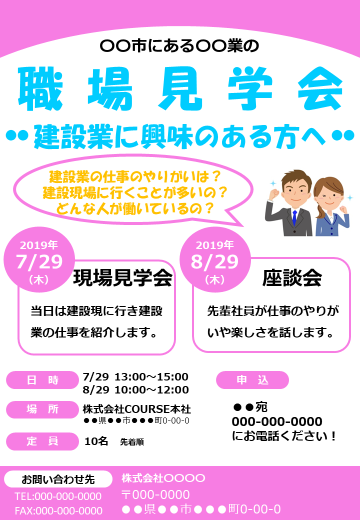 〇〇市にある〇〇業の
職場見学会
●●建設業に興味のある方へ●●
建設業の仕事のやりがいは？
建設現場に行くことが多いの？
どんな人が働いているの？
2019年
7/29
（木）
現場見学会
当日は建設現に行き建設
業の仕事を紹介します。
2019年
8/29
（木）
座談会
先輩社員が仕事のやりが
いや楽しさを話します。
日　時
7/29 13:00～15:00
8/29 10:00～12:00
場　所
株式会社COURSE本社
●●県●●市●●●町0-00-0
定　員
10名　先着順
申　込
●●宛
000-000-0000
にお電話ください！
お問い合わせ先
TEL:000-000-0000
FAX:000-000-0000
株式会社〇〇〇〇
〒000-0000
●●県●●市●●●町0-00-0